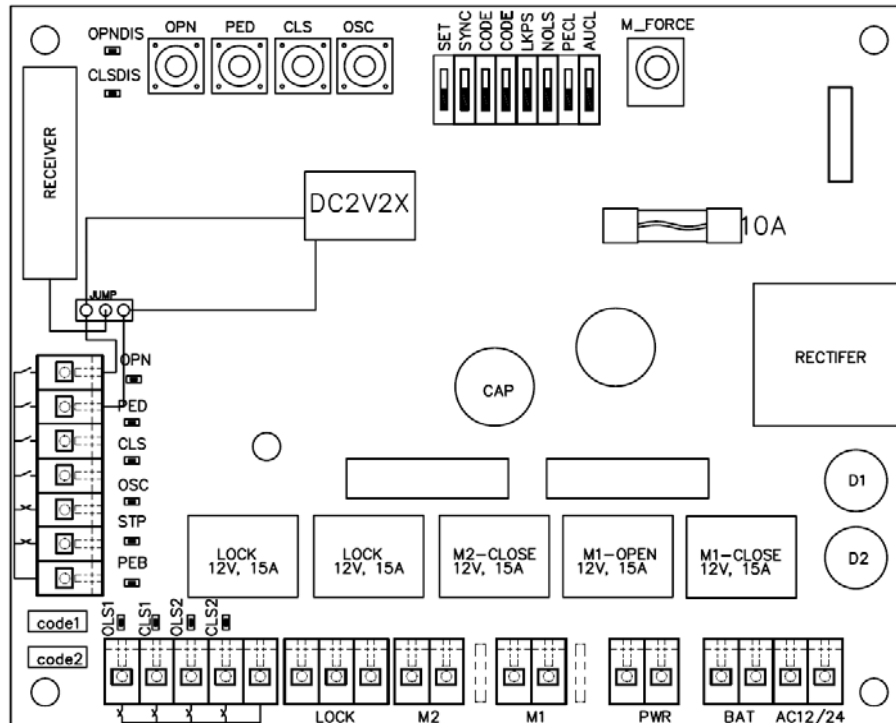 OPNDIS
OPN PED CLS OSC
CLSDIS
SET SYNC CODE CODE LKPS NOLS PECL AUCL
M_FORCE
RECEIVER
DC2V2X
10A
JUMP
RECTIFER
CAP
OPN
PED
CLS
OSC
STP
PEB
D1
D2
LOCK
12V, 15A
LOCK
12V, 15A
M2-CLOSE
12V, 15A
M1-OPEN
12V, 15A
M1-CLOSE
12V, 15A
code1
code2
OLS1 CLS1 OLS2 CLS2
LOCK M2 M1 PWR BAT AC12/24